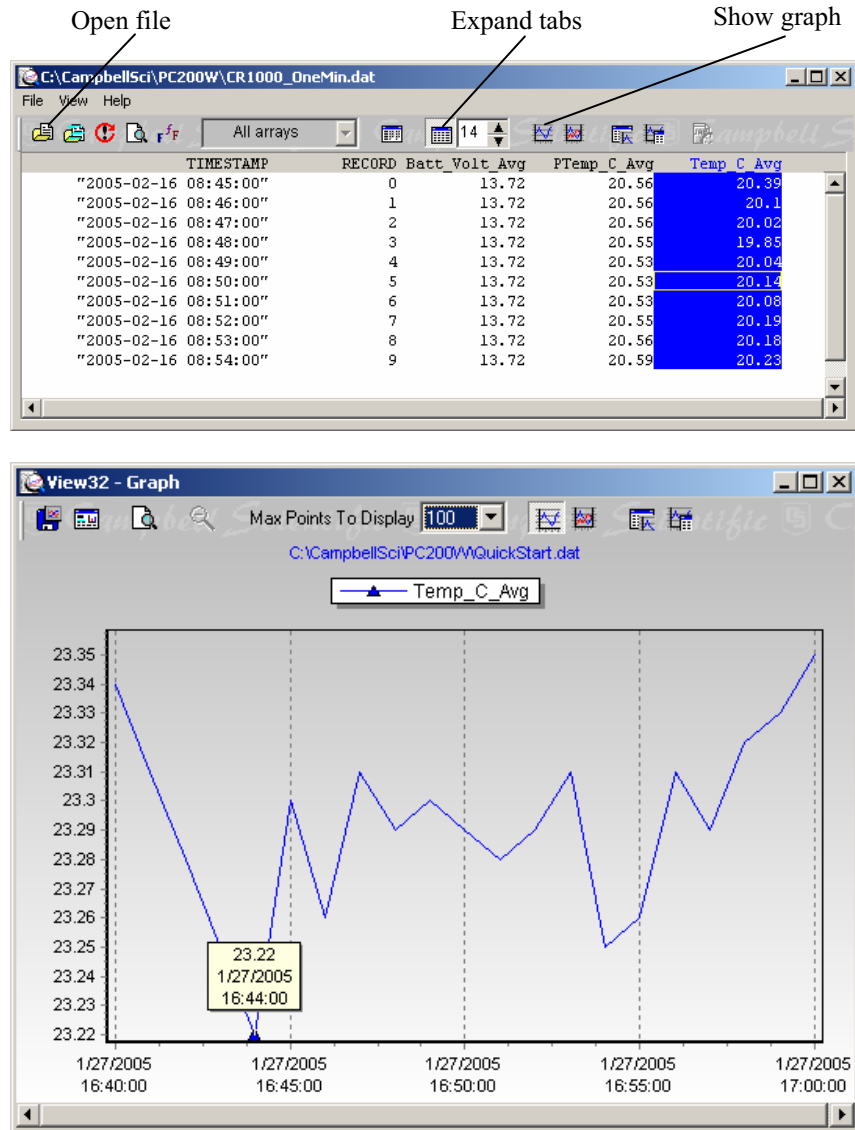 Open file Expand tabs Show graph
C:\CampbellSci\PC200W\CR1000_OneMin.dat
File View Help
All arrays 14
TIMESTAMP RECORD Batt_Volt_Avg PTemp_C_Avg Temp_C_Avg
"2005-02-16 08:45:00" 0 13.72 20.56 20.39
"2005-02-16 08:46:00" 1 13.72 20.56 20.1
"2005-02-16 08:47:00" 2 13.72 20.56 20.02
"2005-02-16 08:48:00" 3 13.72 20.55 19.85
"2005-02-16 08:49:00" 4 13.72 20.53 20.04
"2005-02-16 08:50:00" 5 13.72 20.53 20.14
"2005-02-16 08:51:00" 6 13.72 20.53 20.08
"2005-02-16 08:52:00" 7 13.72 20.55 20.19
"2005-02-16 08:53:00" 8 13.72 20.56 20.18
"2005-02-16 08:54:00" 9 13.72 20.59 20.23
View32 - Graph
Max Points To Display 100
C:\CampbellSci\PC200W\QuickStart.dat
Temp_C_Avg
23.35
23.34
23.33
23.32
23.31
23.3
23.29
23.28
23.27
23.26
23.25
23.24
23.23
23.22
23.22
1/27/2005
16:44:00
1/27/2005 1/27/2005 1/27/2005 1/27/2005 1/27/2005
16:40:00 16:45:00 16:50:00 16:55:00 17:00:00